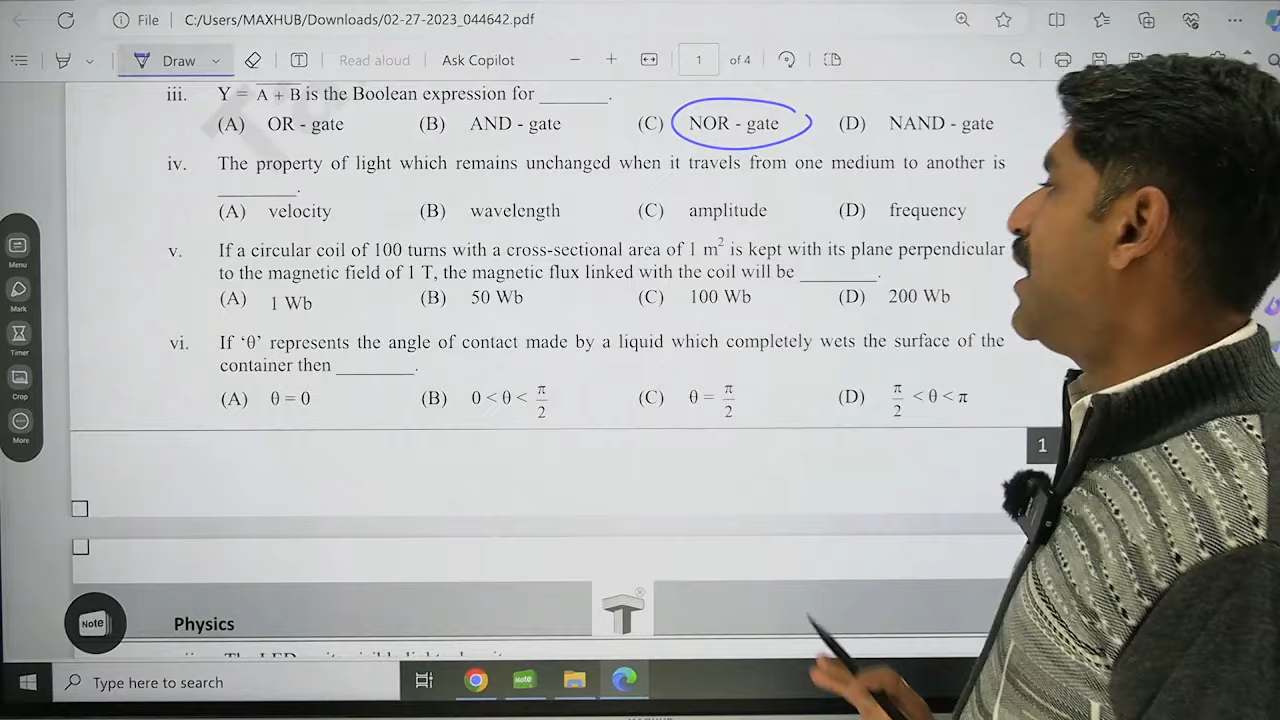 File C:/Users/MAXHUB/Downloads/02-27-2023_044642.pdf
Draw Read aloud Ask Copilot 1 of 4
iii. Y = A + B is the Boolean expression for _______.
(A) OR - gate (B) AND - gate (C) NOR - gate (D) NAND - gate
iv. The property of light which remains unchanged when it travels from one medium to another is
________.
(A) velocity (B) wavelength (C) amplitude (D) frequency
v. If a circular coil of 100 turns with a cross-sectional area of 1 m² is kept with its plane perpendicular
to the magnetic field of 1 T, the magnetic flux linked with the coil will be ________.
(A) 1 Wb (B) 50 Wb (C) 100 Wb (D) 200 Wb
vi. If ‘θ’ represents the angle of contact made by a liquid which completely wets the surface of the
container then ________.
(A) θ = 0 (B) 0 < θ < π/2 (C) θ = π/2 (D) π/2 < θ < π
1
Menu
Mark
Timer
Crop
More
Note
Physics
T®
Type here to search
Note
MAXHUB